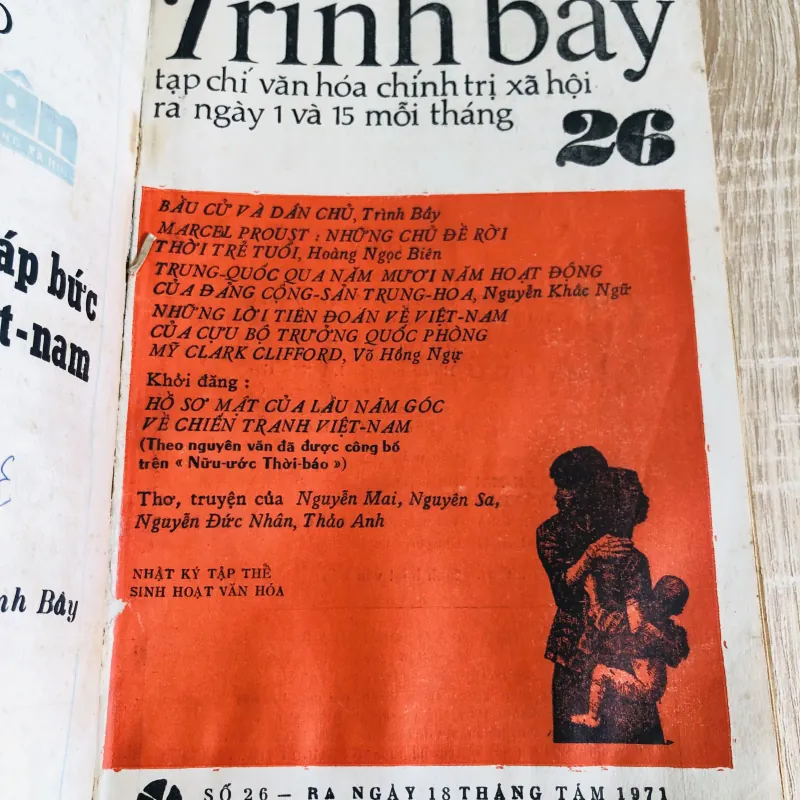 áp bức
t-nam
nh Bầy
Trình bầy
tạp chí văn hóa chính trị xã hội
ra ngày 1 và 15 mỗi tháng
26
BẦU CỬ VÀ DÂN CHỦ, Trình Bầy
MARCEL PROUST : NHỮNG CHỦ ĐỀ RỜI
THỜI TRẺ TUỔI, Hoàng Ngọc Biên
TRUNG-QUỐC QUA NĂM MƯƠI NĂM HOẠT ĐỘNG
CỦA ĐẢNG CỘNG-SẢN TRUNG-HOA, Nguyễn Khắc Ngữ
NHỮNG LỜI TIÊN ĐOÁN VỀ VIỆT-NAM
CỦA CỰU BỘ TRƯỞNG QUỐC PHÒNG
MỸ CLARK CLIFFORD, Võ Hồng Ngự
Khởi đăng :
HỒ SƠ MẬT CỦA LẦU NĂM GÓC
VỀ CHIẾN TRANH VIỆT-NAM
(Theo nguyên văn đã được công bố
trên « Nữu-ước Thời-báo »)
Thơ, truyện của Nguyễn Mai, Nguyên Sa,
Nguyễn Đức Nhân, Thảo Anh
NHẬT KÝ TẬP THỂ
SINH HOẠT VĂN HÓA
SỐ 26 — RA NGÀY 18 THÁNG TÁM 1971